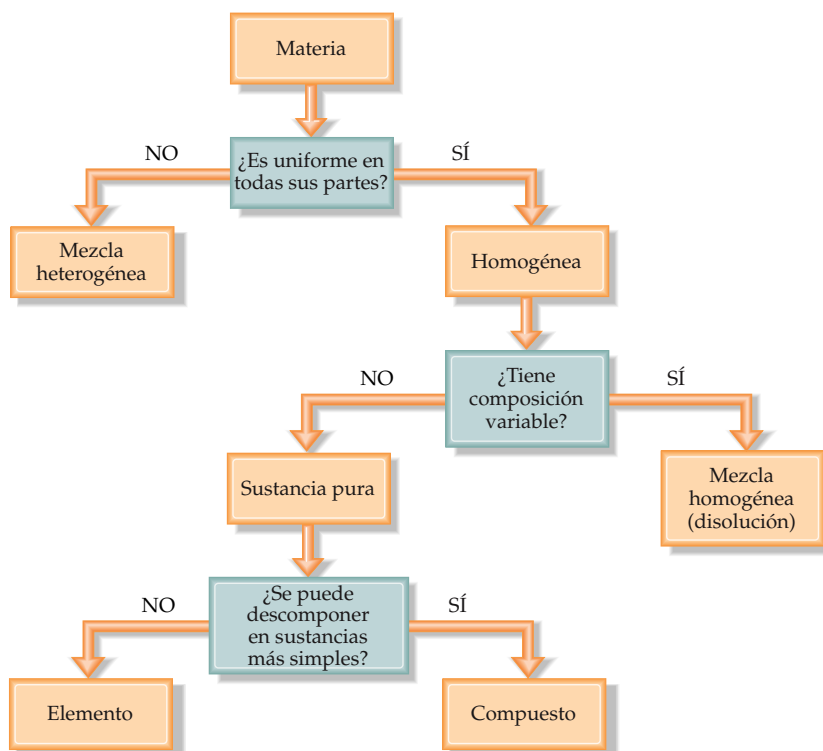 Materia
NO
¿Es uniforme en
todas sus partes?
SÍ
Mezcla
heterogénea
Homogénea
NO
¿Tiene
composición
variable?
SÍ
Sustancia pura
Mezcla
homogénea
(disolución)
NO
¿Se puede
descomponer
en sustancias
más simples?
SÍ
Elemento
Compuesto